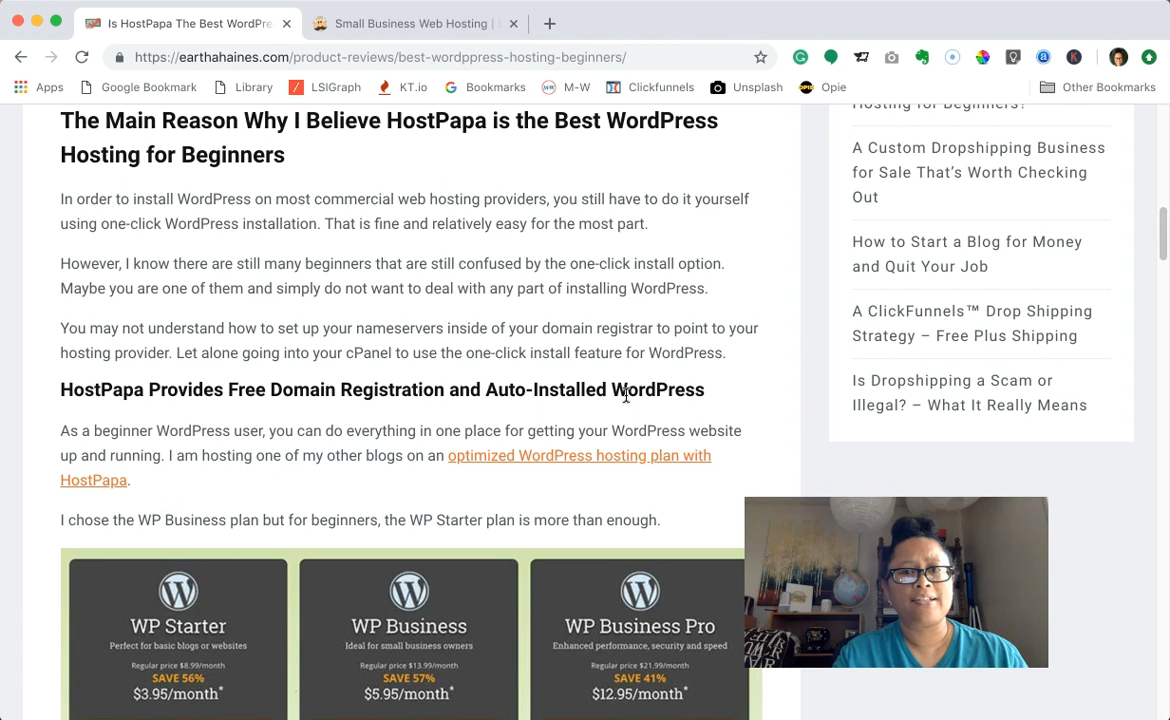 Is HostPapa The Best WordPre
Small Business Web Hosting |
https://earthahaines.com/product-reviews/best-wordppress-hosting-beginners/
Apps
Google Bookmark
Library
LSIGraph
KT.io
Bookmarks
M-W
Clickfunnels
Unsplash
Opie
Other Bookmarks
The Main Reason Why I Believe HostPapa is the Best WordPress
Hosting for Beginners
In order to install WordPress on most commercial web hosting providers, you still have to do it yourself
using one-click WordPress installation. That is fine and relatively easy for the most part.
However, I know there are still many beginners that are still confused by the one-click install option.
Maybe you are one of them and simply do not want to deal with any part of installing WordPress.
You may not understand how to set up your nameservers inside of your domain registrar to point to your
hosting provider. Let alone going into your cPanel to use the one-click install feature for WordPress.
HostPapa Provides Free Domain Registration and Auto-Installed WordPress
As a beginner WordPress user, you can do everything in one place for getting your WordPress website
up and running. I am hosting one of my other blogs on an optimized WordPress hosting plan with
HostPapa.
I chose the WP Business plan but for beginners, the WP Starter plan is more than enough.
WP Starter
Perfect for basic blogs or websites
Regular price $8.99/month
SAVE 56%
$3.95/month*
WP Business
Ideal for small business owners
Regular price $13.99/month
SAVE 57%
$5.95/month*
WP Business Pro
Enhanced performance, security and speed
Regular price $21.99/month
SAVE 41%
$12.95/month*
Hosting for Beginners?
A Custom Dropshipping Business
for Sale That's Worth Checking
Out
How to Start a Blog for Money
and Quit Your Job
A ClickFunnels™ Drop Shipping
Strategy – Free Plus Shipping
Is Dropshipping a Scam or
Illegal? – What It Really Means